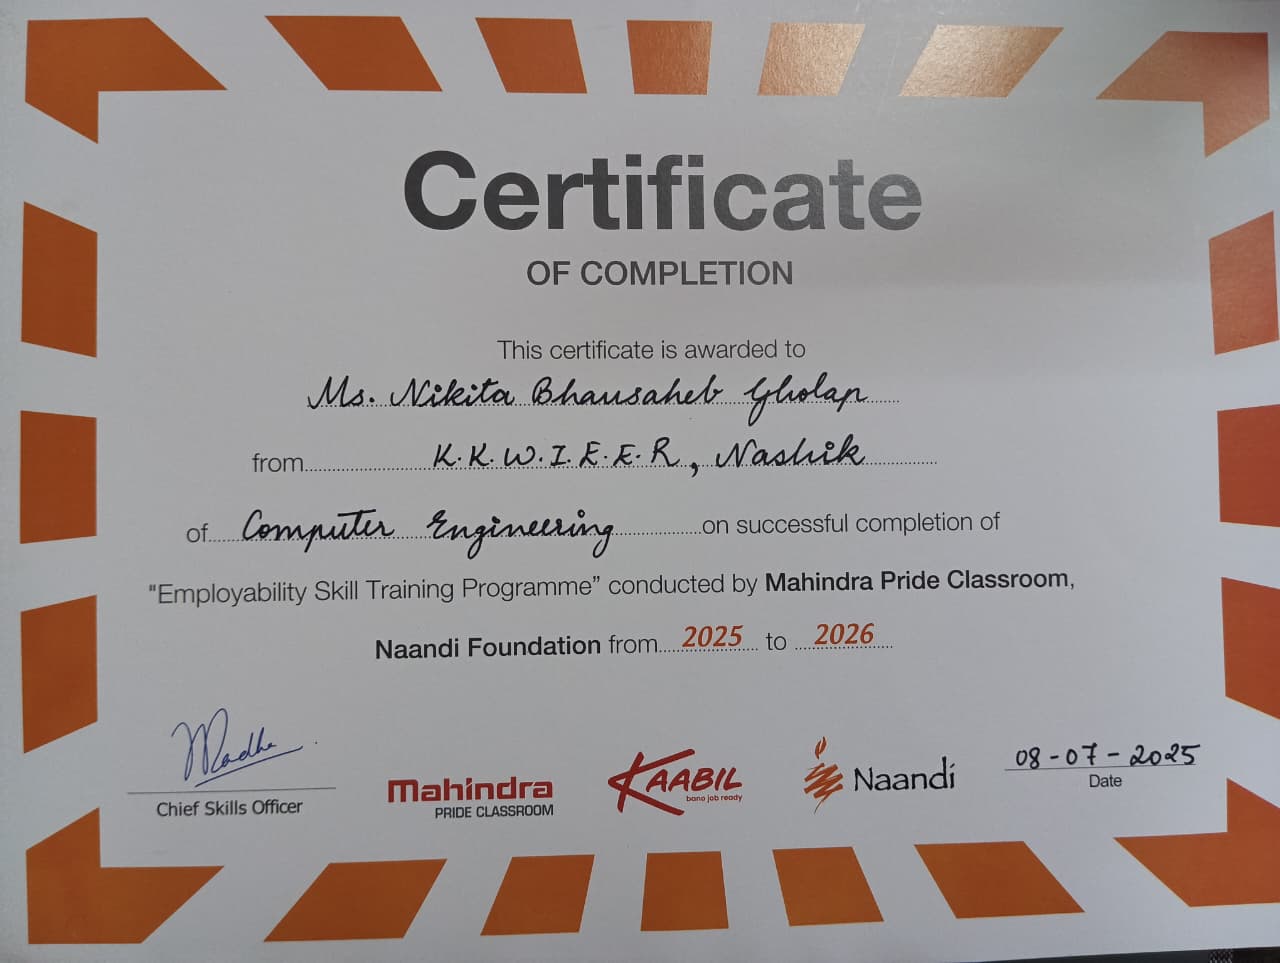 Certificate
OF COMPLETION
This certificate is awarded to
Ms. Nikita Bhausaheb Gholap
from K.K.W.I.E.E.R, Nashik
of Computer Engineering on successful completion of
"Employability Skill Training Programme” conducted by Mahindra Pride Classroom,
Naandi Foundation from 2025 to 2026
Madha
Chief Skills Officer
Mahindra
PRIDE CLASSROOM
KAABIL
bano job ready
Naandi
08-07-2025
Date